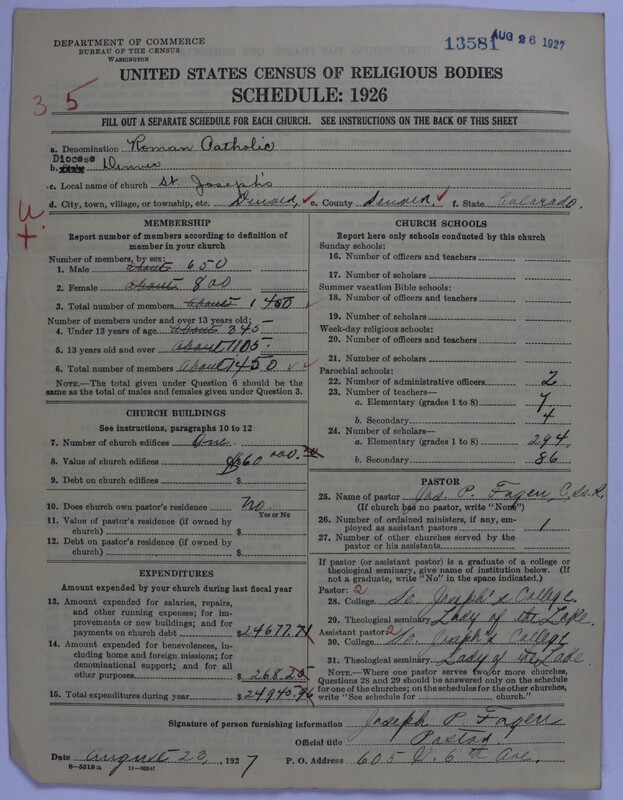 DEPARTMENT OF COMMERCE
BUREAU OF THE CENSUS
WASHINGTON
13581 AUG 26 1927
UNITED STATES CENSUS OF RELIGIOUS BODIES
SCHEDULE: 1926
3 5
FILL OUT A SEPARATE SCHEDULE FOR EACH CHURCH. SEE INSTRUCTIONS ON THE BACK OF THIS SHEET
a. Denomination Roman Catholic
Diocese
b. Denver
c. Local name of church St. Joseph's
d. City, town, village, or township, etc. Denver, e. County Denver, f. State Colorado.
MEMBERSHIP
Report number of members according to definition of
member in your church
Number of members, by sex:
1. Male about 650
2. Female about 800
3. Total number of members about 1450
Number of members under and over 13 years old:
4. Under 13 years of age about 345
5. 13 years old and over about 1105
6. Total number of members about 1450
NOTE.—The total given under Question 6 should be the
same as the total of males and females given under Question 3.
CHURCH BUILDINGS
See instructions, paragraphs 10 to 12
7. Number of church edifices One.
8. Value of church edifices $60 000.
9. Debt on church edifices $
10. Does church own pastor's residence No.
Yes or No
11. Value of pastor's residence (if owned by
church) $
12. Debt on pastor's residence (if owned by
church) $
EXPENDITURES
Amount expended by your church during last fiscal year
13. Amount expended for salaries, repairs,
and other running expenses; for im-
provements or new buildings; and for
payments on church debt $24677.71
14. Amount expended for benevolences,
including home and foreign missions; for
denominational support; and for all
other purposes $268.25
15. Total expenditures during year $24945.96
CHURCH SCHOOLS
Report here only schools conducted by this church
Sunday schools:
16. Number of officers and teachers
17. Number of scholars
Summer vacation Bible schools:
18. Number of officers and teachers
19. Number of scholars
Week-day religious schools:
20. Number of officers and teachers
21. Number of scholars
Parochial schools:
22. Number of administrative officers 2
23. Number of teachers—
a. Elementary (grades 1 to 8) 7
b. Secondary 4
24. Number of scholars—
a. Elementary (grades 1 to 8) 294
b. Secondary 86
PASTOR
25. Name of pastor Jos. P. Fagen, C.Ss.R.
(If church has no pastor, write "None")
26. Number of ordained ministers, if any, em-
ployed as assistant pastors 1
27. Number of other churches served by the
pastor or his assistants
If pastor (or assistant pastor) is a graduate of a college or
theological seminary, give name of institution below. (If
not a graduate, write "No" in the space indicated.)
Pastor: 2
28. College St. Joseph's College.
29. Theological seminary Lady of the Lake.
Assistant pastor: 2
30. College St. Joseph's College
31. Theological seminary Lady of the Lake.
NOTE.—Where one pastor serves two or more churches,
Questions 28 and 29 should be answered only on the schedule
for one of the churches; on the schedules for the other churches,
write "See schedule for church."
Signature of person furnishing information Joseph P. Fagen
Official title Pastor.
Date August 23, 1927 P. O. Address 605 W. 6th Ave.
8-5318 a